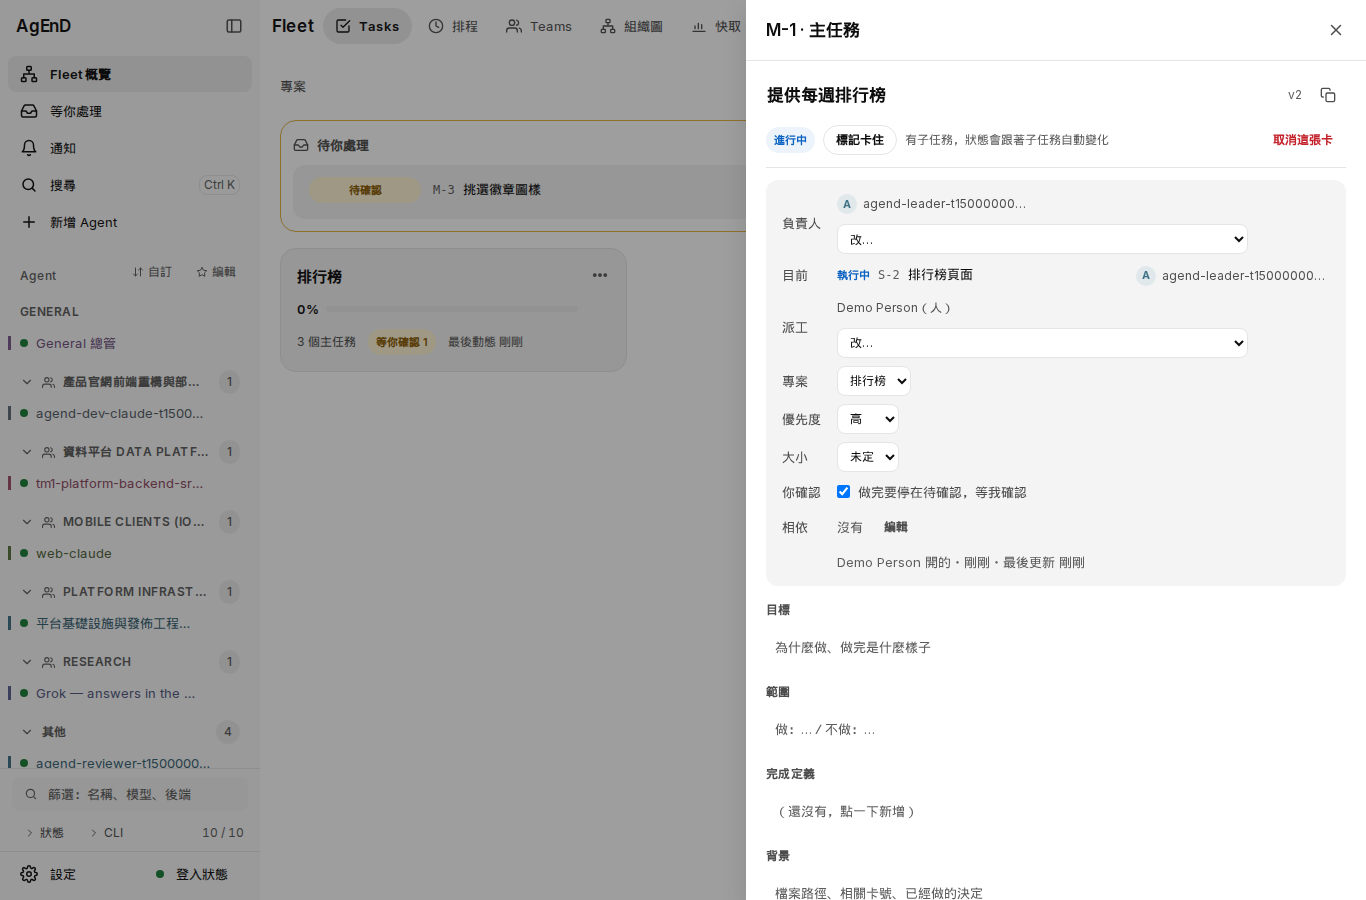 AgEnD
Fleet 概覽
等你處理
通知
搜尋 Ctrl K
新增 Agent
Agent 自訂 編輯
GENERAL
General 總管
產品官網前端重構與部... 1
agend-dev-claude-t1500...
資料平台 DATA PLATF... 1
tm1-platform-backend-sr...
MOBILE CLIENTS (IO... 1
web-claude
PLATFORM INFRAST... 1
平台基礎設施與發佈工程...
RESEARCH 1
Grok — answers in the ...
其他 4
agend-reviewer-t1500000...
篩選：名稱、模型、後端
狀態 CLI 10 / 10
設定 登入狀態
Fleet Tasks 排程 Teams 組織圖 快取
專案
待你處理
待確認 M-3 挑選徽章圖樣
排行榜
0%
3 個主任務 等你確認 1 最後動態 剛剛
M-1 · 主任務
提供每週排行榜 v2
進行中 標記卡住 有子任務，狀態會跟著子任務自動變化 取消這張卡
負責人 A agend-leader-t15000000...
改...
目前 執行中 S-2 排行榜頁面 A agend-leader-t15000000...
派工 Demo Person（人）
改...
專案 排行榜
優先度 高
大小 未定
你確認 做完要停在待確認，等我確認
相依 沒有 編輯
Demo Person 開的・剛剛・最後更新 剛剛
目標
為什麼做、做完是什麼樣子
範圍
做：... / 不做：...
完成定義
（還沒有，點一下新增）
背景
檔案路徑、相關卡號、已經做的決定